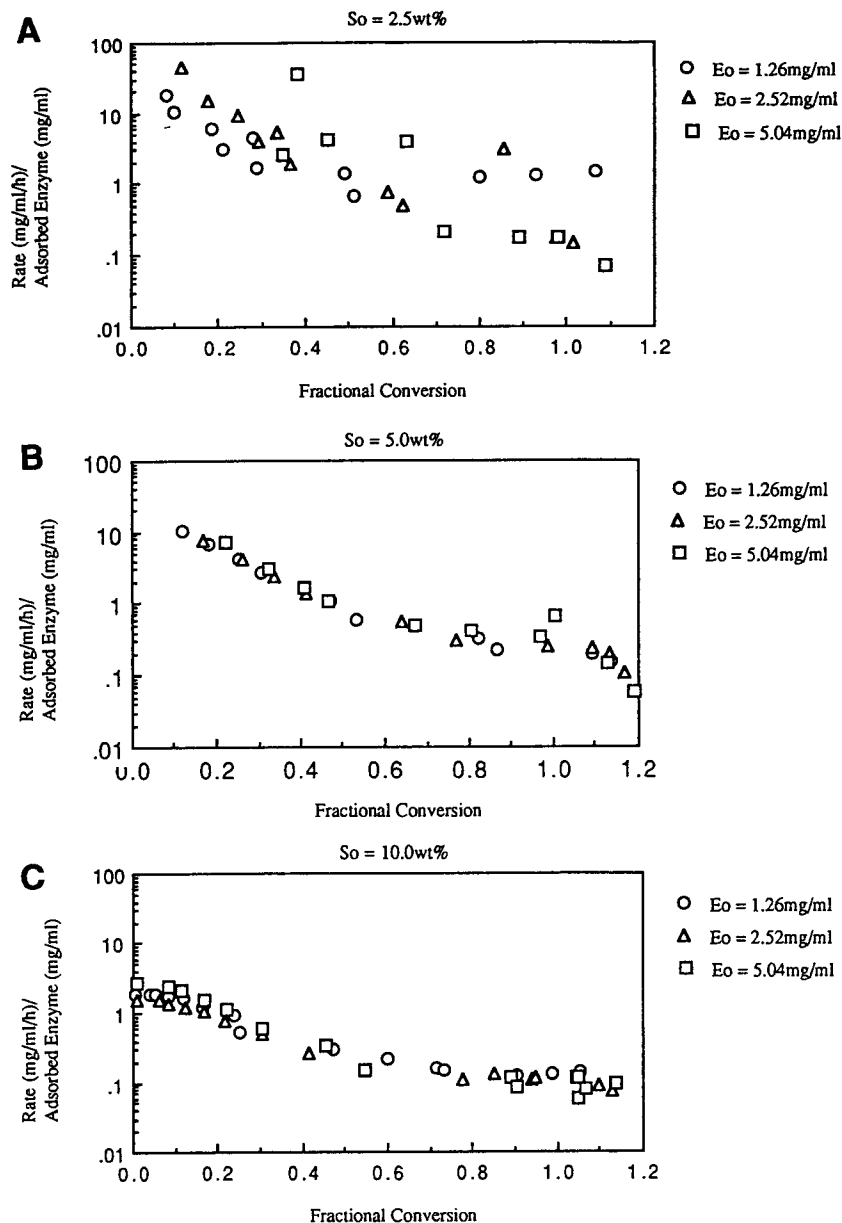 A
So = 2.5wt%
100
10
1
.1
.01
0.0 0.2 0.4 0.6 0.8 1.0 1.2
Rate (mg/ml/h)/
Adsorbed Enzyme (mg/ml)
Fractional Conversion
Eo = 1.26mg/ml
Eo = 2.52mg/ml
Eo = 5.04mg/ml
B
So = 5.0wt%
100
10
1
.1
.01
0.0 0.2 0.4 0.6 0.8 1.0 1.2
Rate (mg/ml/h)/
Adsorbed Enzyme (mg/ml)
Fractional Conversion
Eo = 1.26mg/ml
Eo = 2.52mg/ml
Eo = 5.04mg/ml
C
So = 10.0wt%
100
10
1
.1
.01
0.0 0.2 0.4 0.6 0.8 1.0 1.2
Rate (mg/ml/h)/
Adsorbed Enzyme (mg/ml)
Fractional Conversion
Eo = 1.26mg/ml
Eo = 2.52mg/ml
Eo = 5.04mg/ml